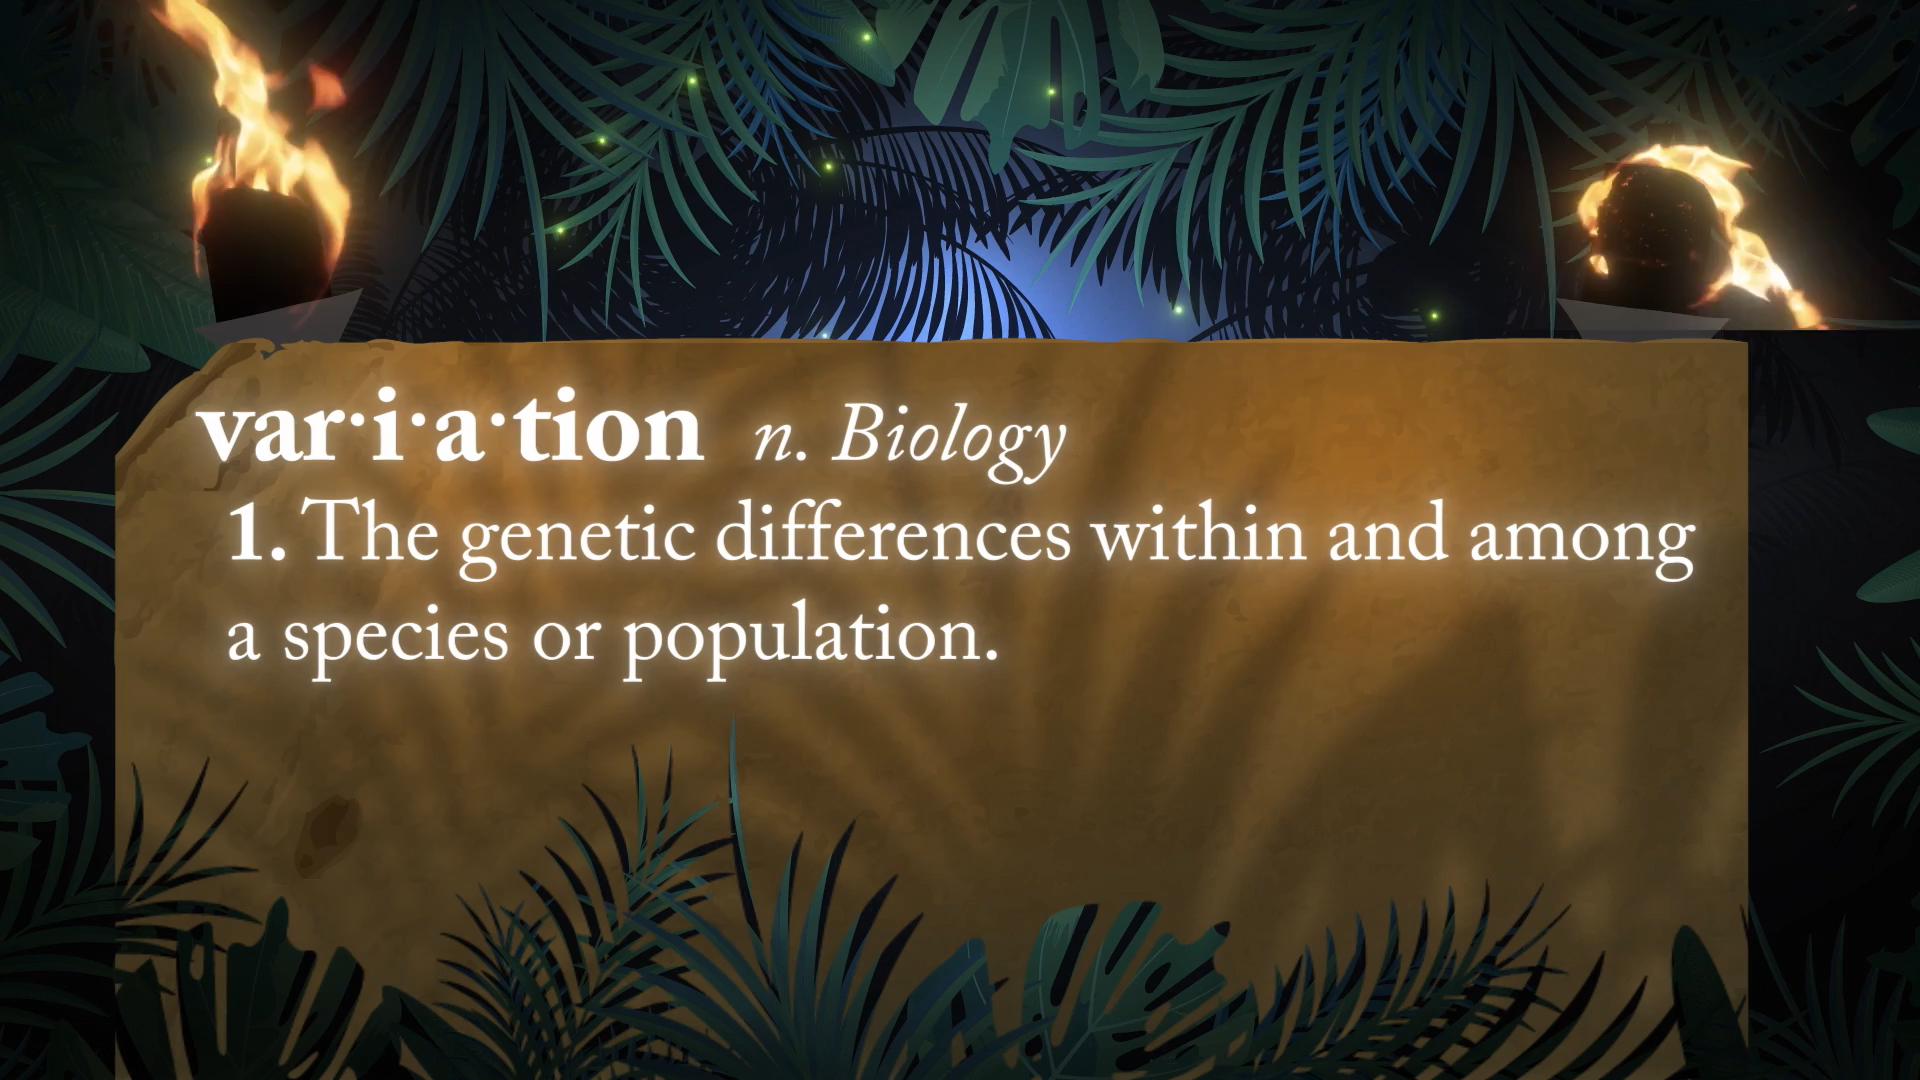 var·i·a·tion n. Biology
1. The genetic differences within and among
a species or population.